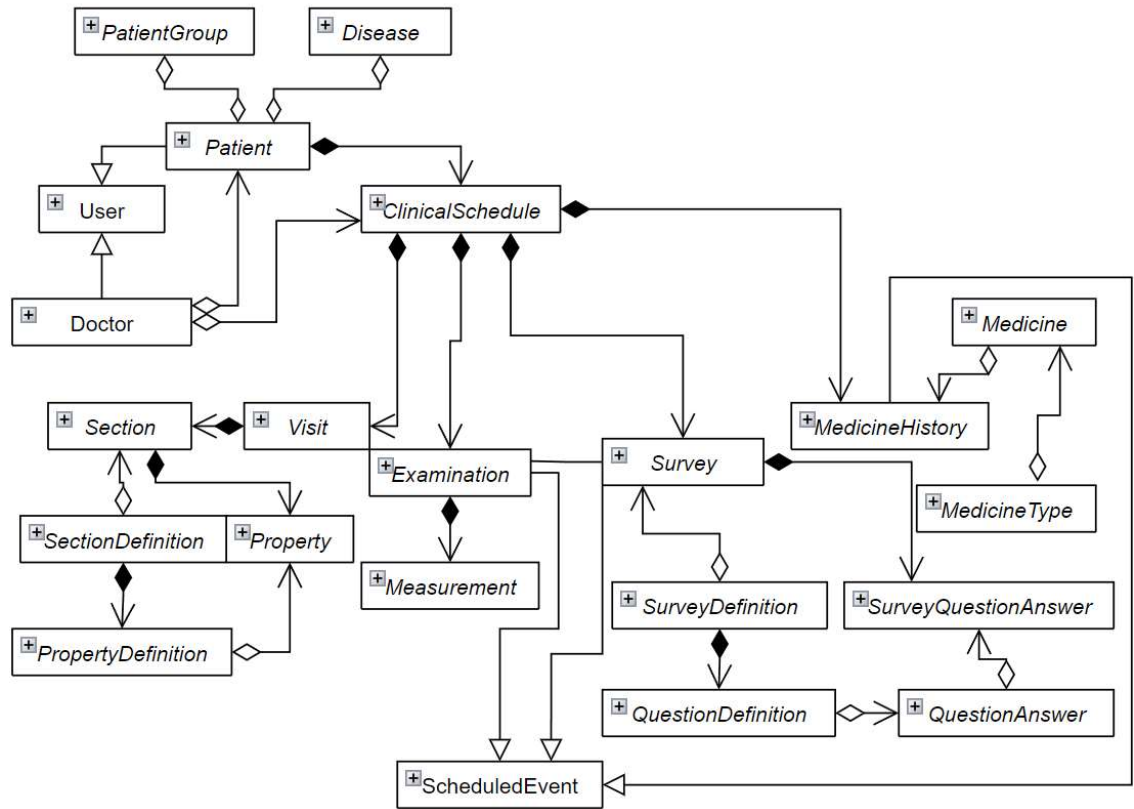 PatientGroup
Disease
Patient
User
ClinicalSchedule
Doctor
Medicine
Section
Visit
MedicineHistory
Survey
Examination
MedicineType
SectionDefinition
Property
Measurement
SurveyDefinition
SurveyQuestionAnswer
PropertyDefinition
QuestionDefinition
QuestionAnswer
ScheduledEvent